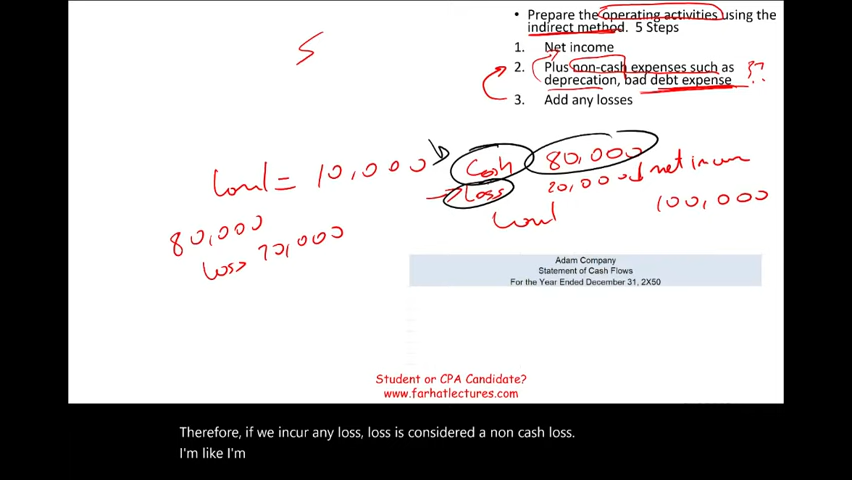 • Prepare the operating activities using the
indirect method. 5 Steps
1. Net income
2. Plus non-cash expenses such as
deprecation, bad debt expense ??
3. Add any losses
5
Land = 10,000
Cash 80,000
Loss 20,000 net incom
Land 100,000
80,000
Loss 20,000
Adam Company
Statement of Cash Flows
For the Year Ended December 31, 2X50
Student or CPA Candidate?
www.farhatlectures.com
Therefore, if we incur any loss, loss is considered a non cash loss.
I'm like I'm